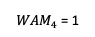 WAM₄ = 1